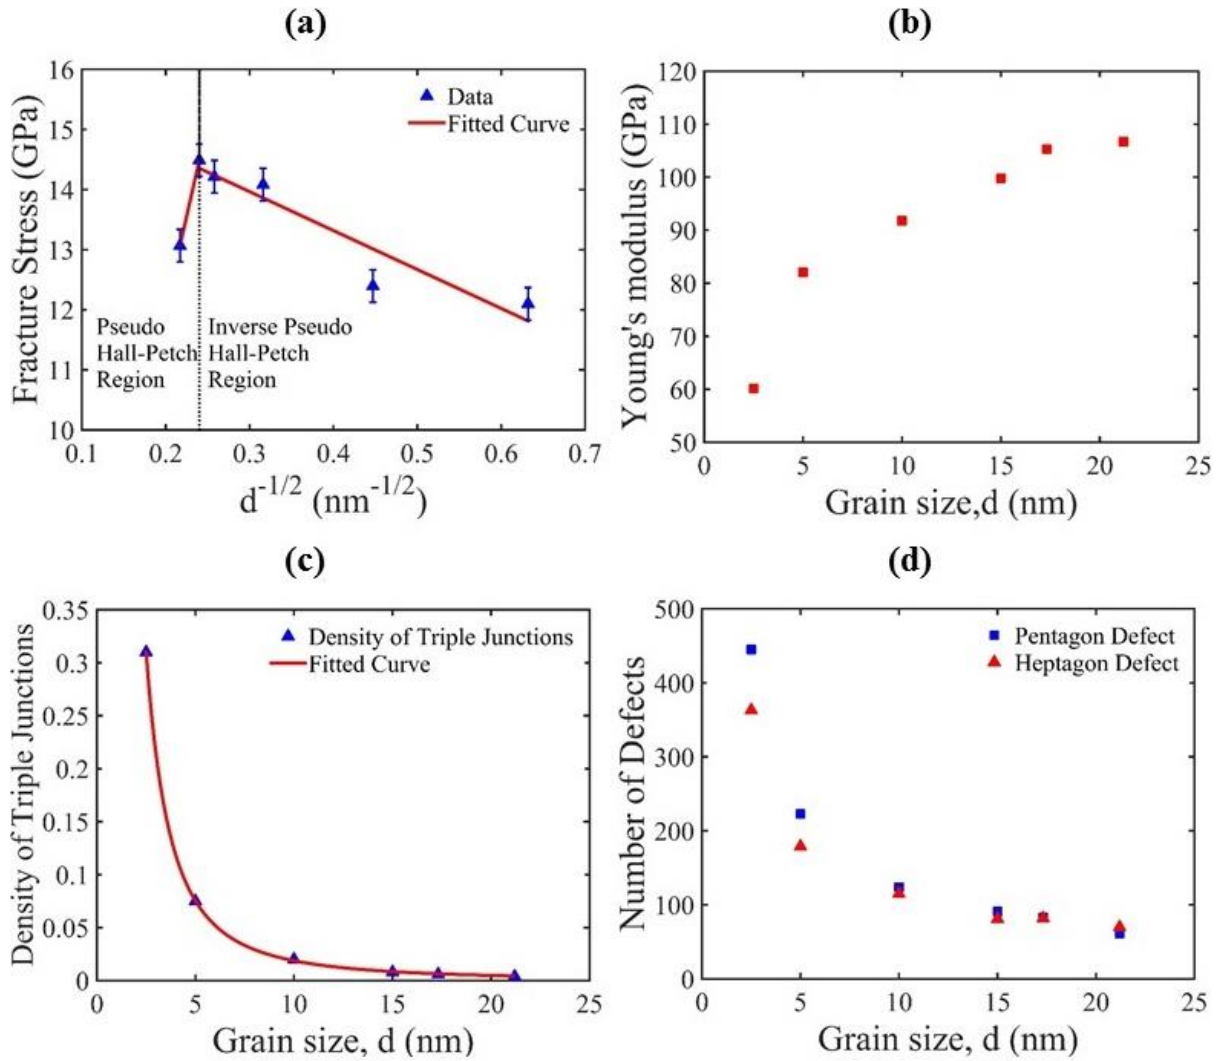 (a)
Fracture Stress (GPa)
16
15
14
13
12
11
10
Data
Fitted Curve
Pseudo
Hall-Petch
Region
Inverse Pseudo
Hall-Petch
Region
0.1 0.2 0.3 0.4 0.5 0.6 0.7
d-1/2 (nm-1/2)
(b)
Young's modulus (GPa)
120
110
100
90
80
70
60
50
0 5 10 15 20 25
Grain size,d (nm)
(c)
Density of Triple Junctions
0.35
0.3
0.25
0.2
0.15
0.1
0.05
0
Density of Triple Junctions
Fitted Curve
0 5 10 15 20 25
Grain size, d (nm)
(d)
Number of Defects
500
400
300
200
100
0
Pentagon Defect
Heptagon Defect
0 5 10 15 20 25
Grain size, d (nm)